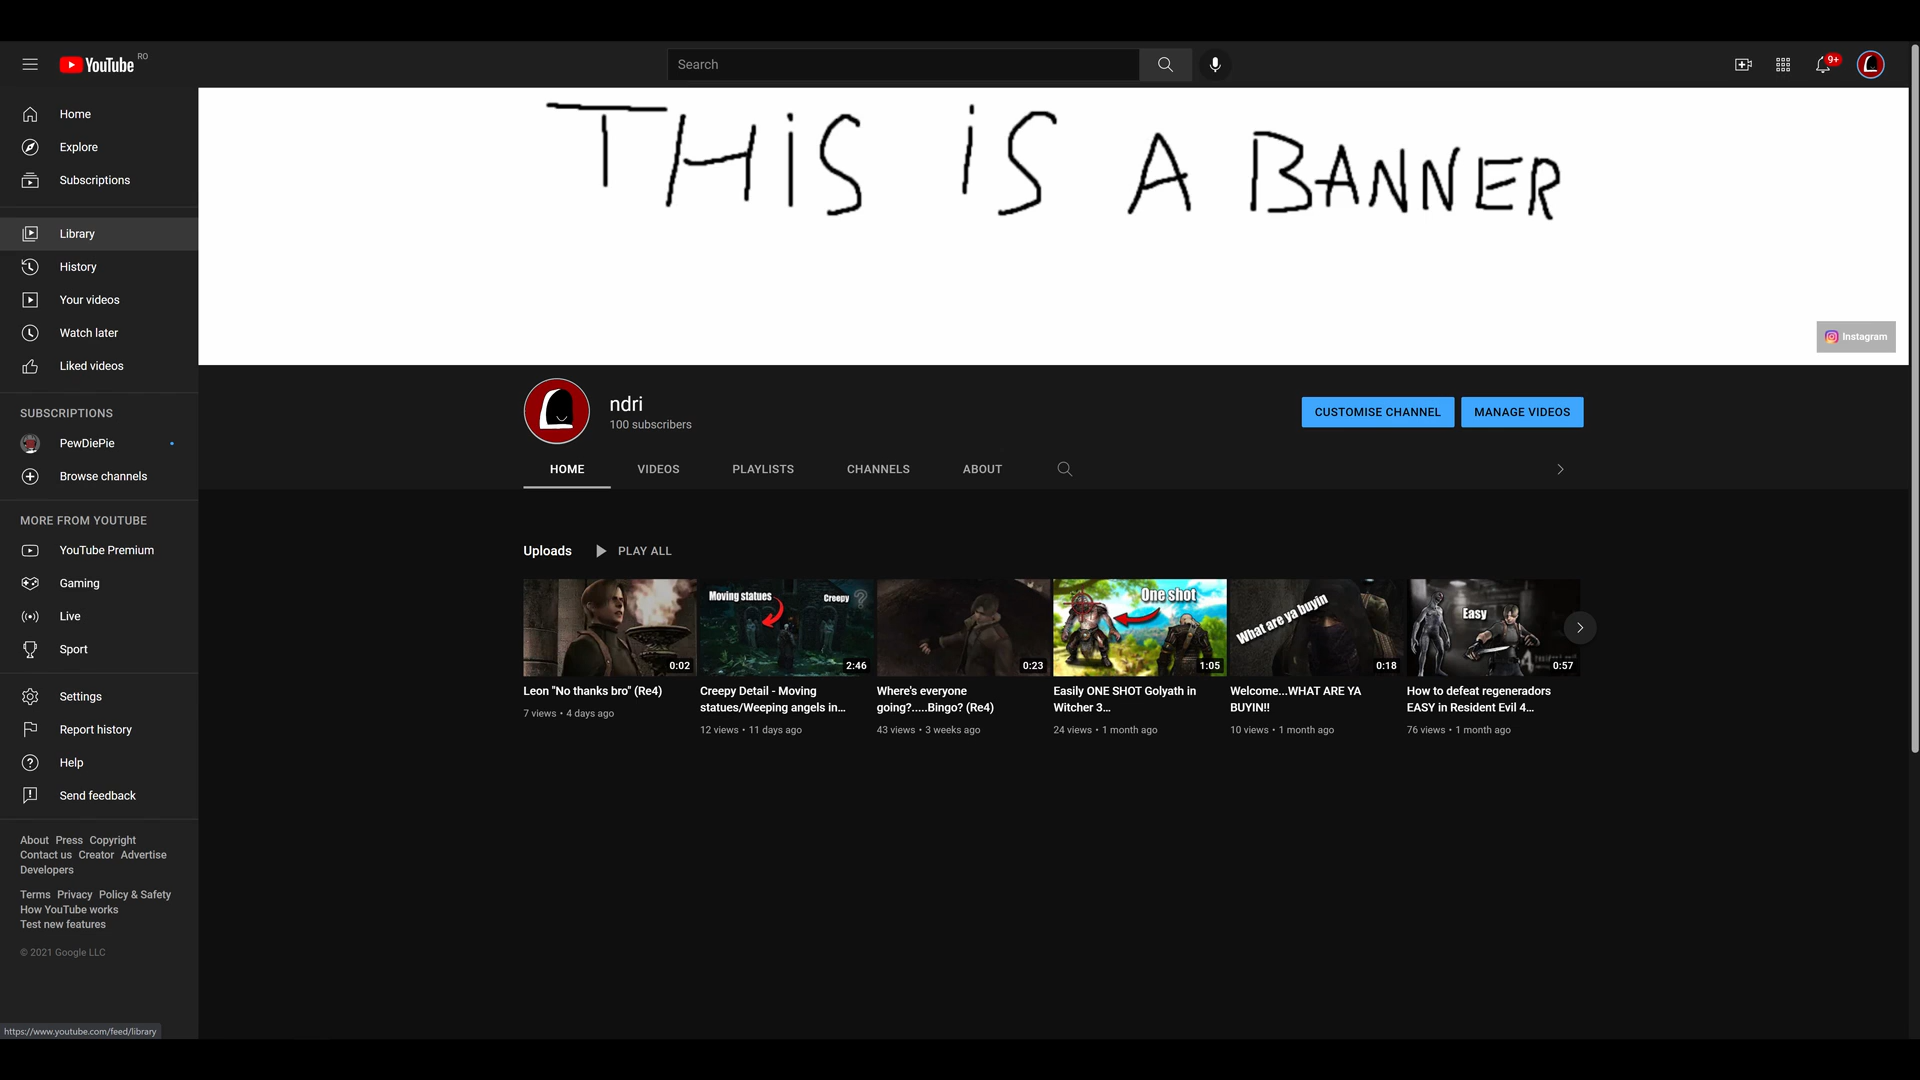 YouTube RO
Search
9+
Home
Explore
Subscriptions
Library
History
Your videos
Watch later
Liked videos
SUBSCRIPTIONS
PewDiePie
Browse channels
MORE FROM YOUTUBE
YouTube Premium
Gaming
Live
Sport
Settings
Report history
Help
Send feedback
About Press Copyright
Contact us Creator Advertise
Developers
Terms Privacy Policy & Safety
How YouTube works
Test new features
© 2021 Google LLC
https://www.youtube.com/feed/library
THIS IS A BANNER
Instagram
ndri
100 subscribers
CUSTOMISE CHANNEL
MANAGE VIDEOS
HOME VIDEOS PLAYLISTS CHANNELS ABOUT
Uploads PLAY ALL
0:02
Leon "No thanks bro" (Re4)
7 views • 4 days ago
Moving statues
Creepy ?
2:46
Creepy Detail - Moving
statues/Weeping angels in...
12 views • 11 days ago
0:23
Where's everyone
going?.....Bingo? (Re4)
43 views • 3 weeks ago
One shot
1:05
Easily ONE SHOT Golyath in
Witcher 3...
24 views • 1 month ago
What are ya buyin
0:18
Welcome...WHAT ARE YA
BUYIN!!
10 views • 1 month ago
Easy
0:57
How to defeat regeneradors
EASY in Resident Evil 4...
76 views • 1 month ago